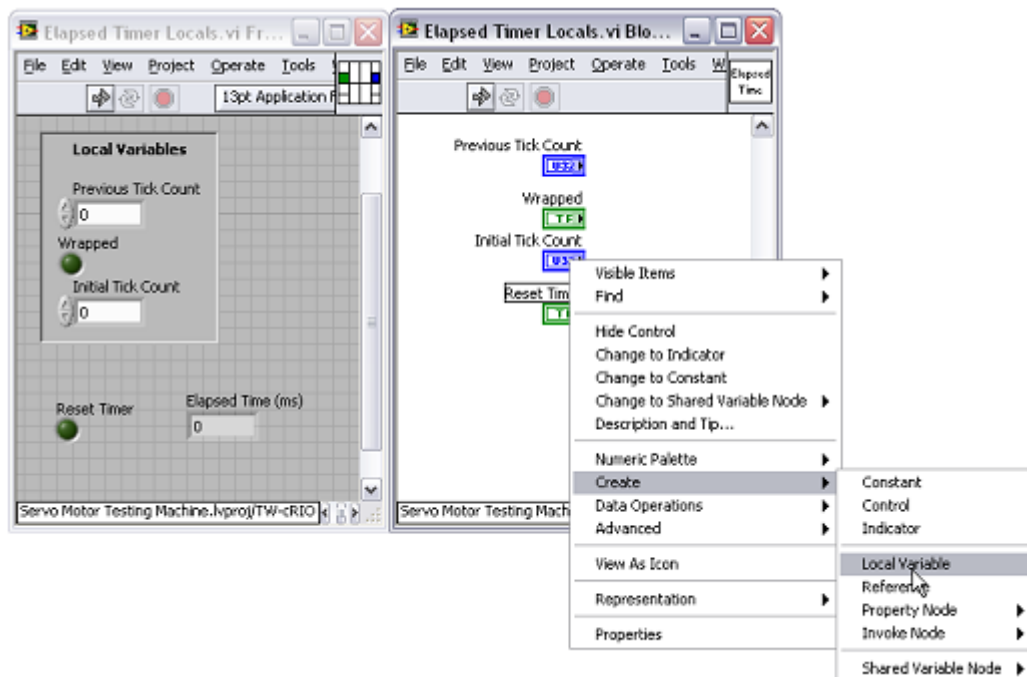 Elapsed Timer Locals.vi Fr...
File Edit View Project Operate Tools
13pt Application F
Local Variables
Previous Tick Count
0
Wrapped
Initial Tick Count
0
Reset Timer
Elapsed Time (ms)
0
Servo Motor Testing Machine.lvproj/TW-cRIO
Elapsed Timer Locals.vi Blo...
File Edit View Project Operate Tools W
Elapsed
Time
Previous Tick Count
U32
Wrapped
TF
Initial Tick Count
U32
Reset Tim
Servo Motor Testing Mach
Visible Items
Find
Hide Control
Change to Indicator
Change to Constant
Change to Shared Variable Node
Description and Tip...
Numeric Palette
Create
Data Operations
Advanced
View As Icon
Representation
Properties
Constant
Control
Indicator
Local Variable
Reference
Property Node
Invoke Node
Shared Variable Node